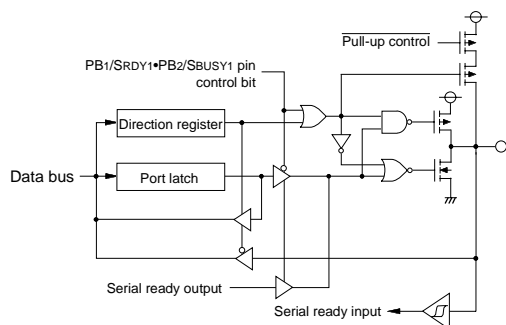 Pull-up control
PB1/SRDY1•PB2/SBUSY1 pin
control bit
Direction register
Data bus
Port latch
Serial ready output
Serial ready input